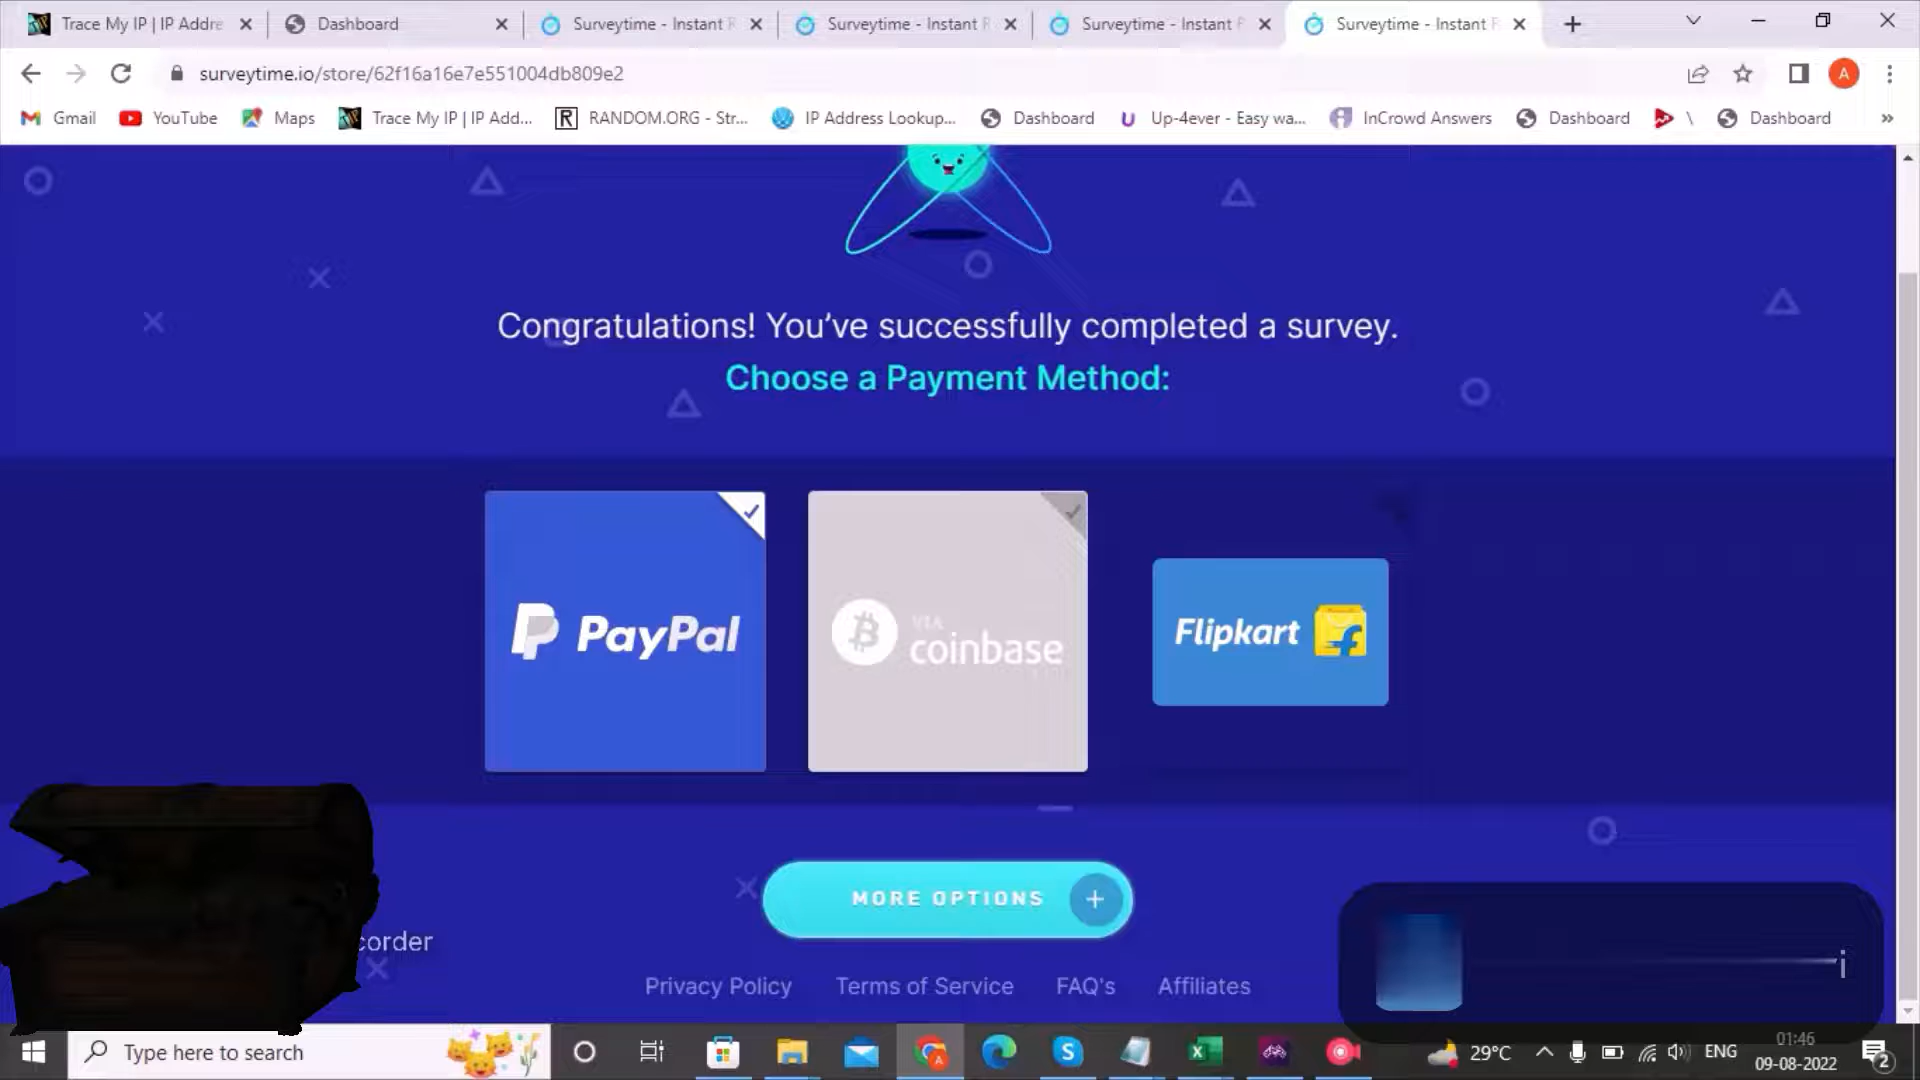 Trace My IP | IP Addre
Dashboard
Surveytime - Instant R
Surveytime - Instant R
Surveytime - Instant R
Surveytime - Instant R
surveytime.io/store/62f16a16e7e551004db809e2
A
Gmail
YouTube
Maps
Trace My IP | IP Add...
R
RANDOM.ORG - Str...
IP Address Lookup...
Dashboard
Up-4ever - Easy wa...
InCrowd Answers
Dashboard
\
Dashboard
»
Congratulations! You've successfully completed a survey.
Choose a Payment Method:
PayPal
VIA
coinbase
Flipkart
MORE OPTIONS +
corder
Privacy Policy
Terms of Service
FAQ's
Affiliates
Type here to search
29°C
ENG
01:46
09-08-2022
2